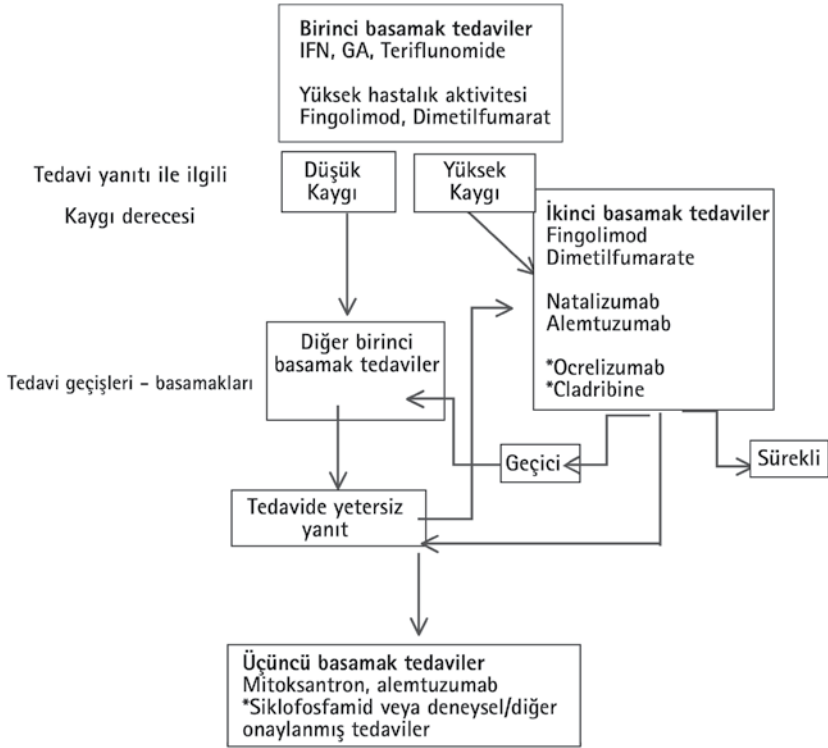 Birinci basamak tedaviler
IFN, GA, Teriflunomide
Yüksek hastalık aktivitesi
Fingolimod, Dimetilfumarat
Tedavi yanıtı ile ilgili
Kaygı derecesi
Düşük
Kaygı
Yüksek
Kaygı
İkinci basamak tedaviler
Fingolimod
Dimetilfumarate
Natalizumab
Alemtuzumab
*Ocrelizumab
*Cladribine
Tedavi geçişleri – basamakları
Diğer birinci
basamak tedaviler
Geçici
Sürekli
Tedavide yetersiz
yanıt
Üçüncü basamak tedaviler
Mitoksantron, alemtuzumab
*Siklofosfamid veya deneysel/diğer
onaylanmış tedaviler